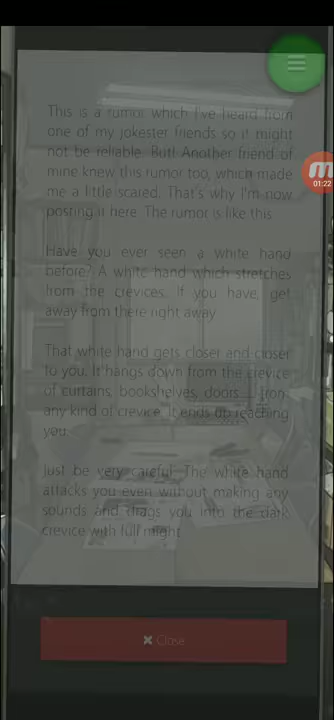 This is a rumor which I've heard from
one of my jokester friends so it might
not be reliable. But! Another friend of
mine knew this rumor too, which made
me a little scared. That's why I'm now
posting it here. The rumor is like this.
01:22
Have you ever seen a white hand
before? A white hand which stretches
from the crevices. If you have, get
away from there right away.
That white hand gets closer and closer
to you. It hangs down from the crevice
of curtains, bookshelves, doors.... from
any kind of crevice. It ends up reaching
you.
Just be very careful. The white hand
attacks you even without making any
sounds and drags you into the dark
crevice with full might.
Close